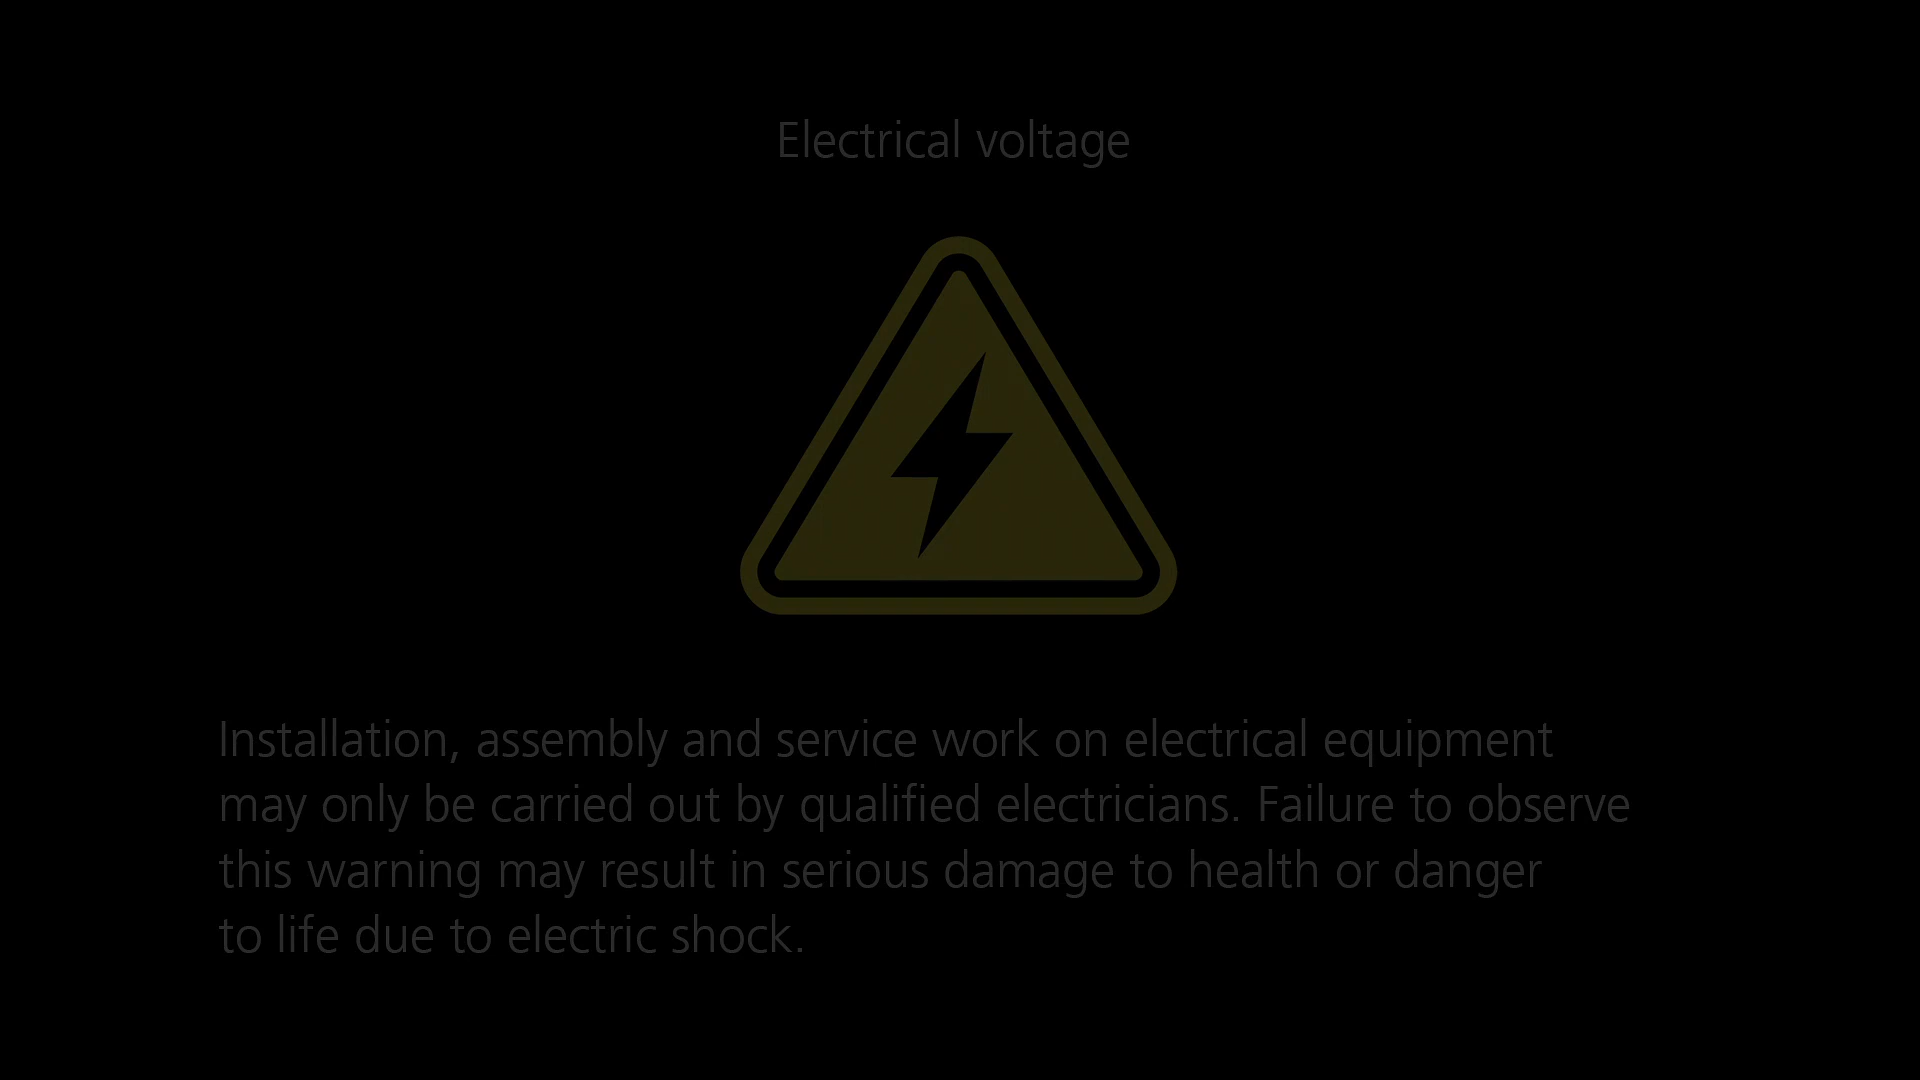 Electrical voltage
Installation, assembly and service work on electrical equipment
may only be carried out by qualified electricians. Failure to observe
this warning may result in serious damage to health or danger
to life due to electric shock.